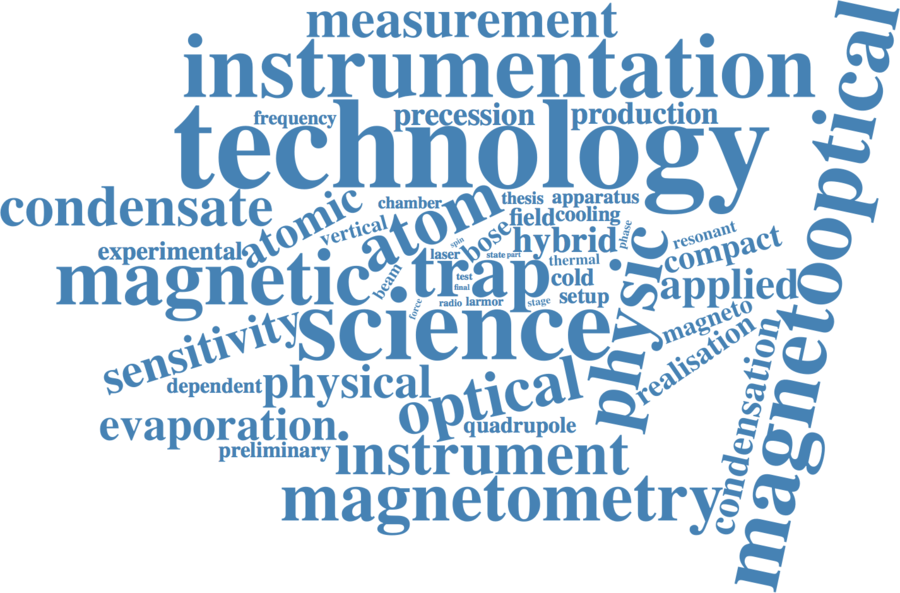 measurement
instrumentation
frequency
precession
production
technology
magnetooptical
condensate
atomic
chamber
thesis
apparatus
vertical
atom
field
cooling
experimental
spin
bose
hybrid
phase
resonant
laser
state
part
thermal
compact
magnetic
beam
trap
test
final
cold
physic
applied
radio
larmor
stage
setup
force
science
magneto
sensitivity
realisation
dependent
physical
optical
condensation
evaporation.
quadrupole
preliminary
instrument
magnetometry